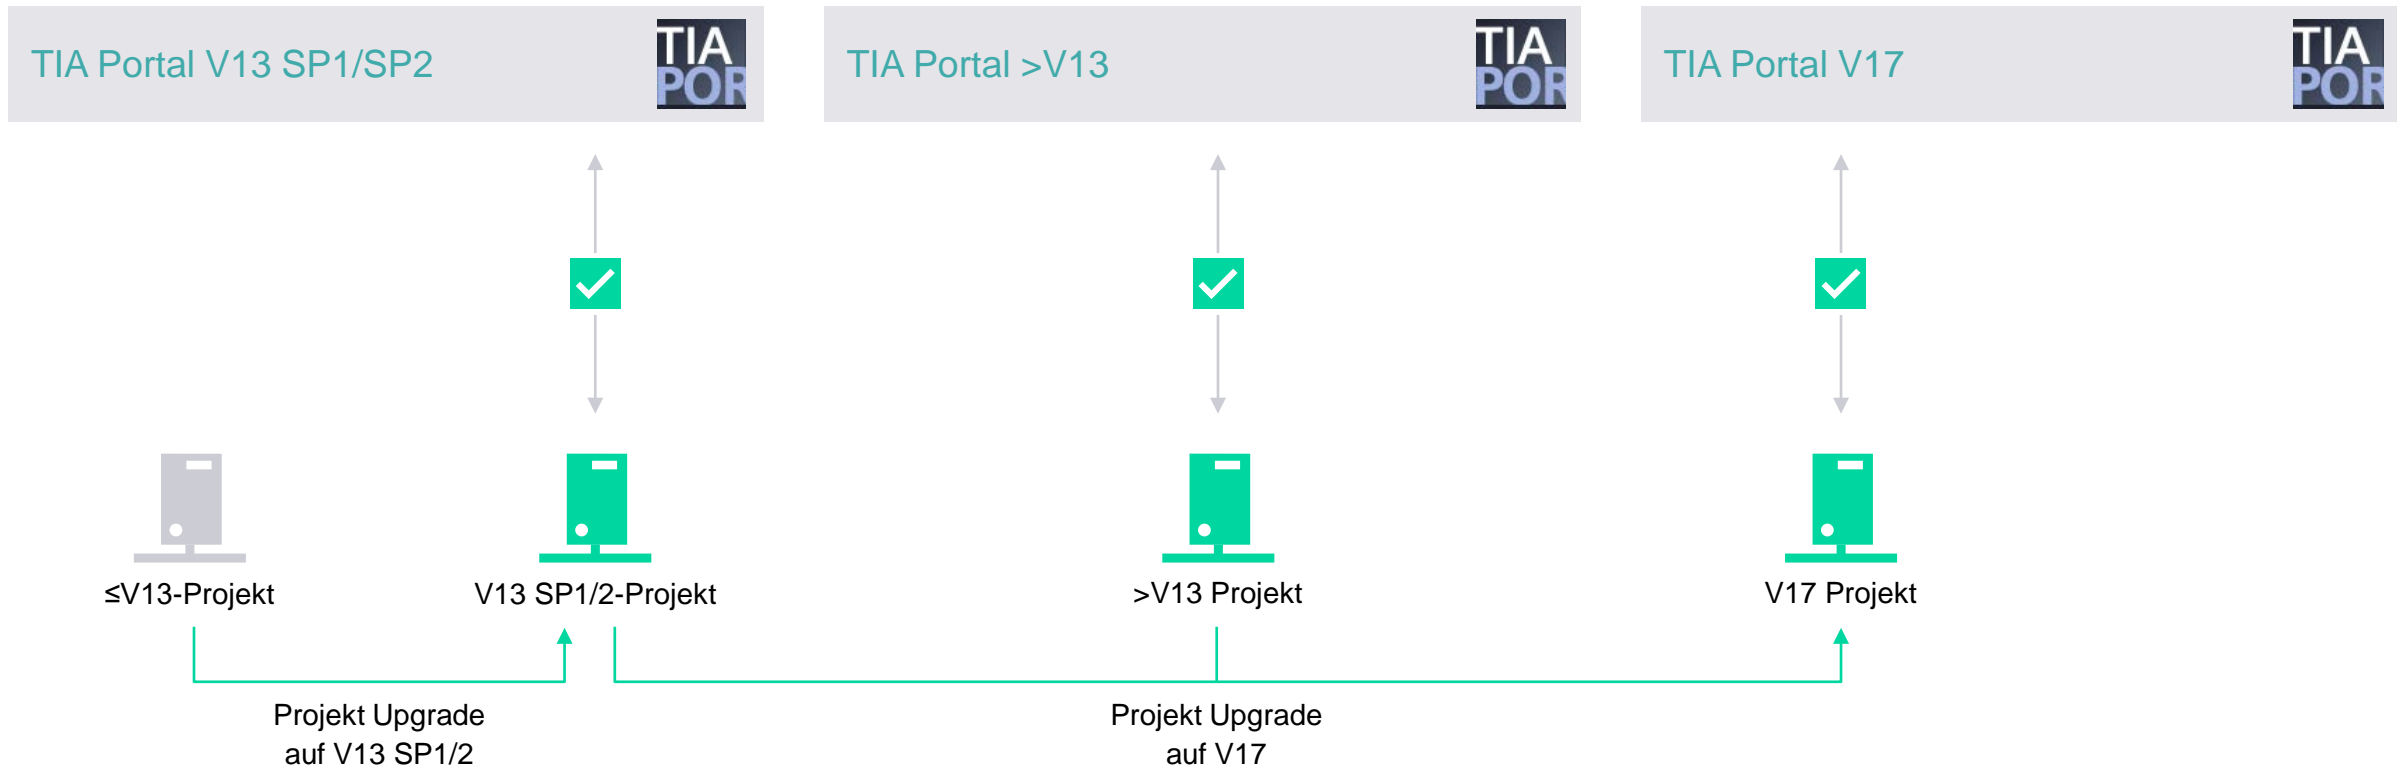 TIA Portal V13 SP1/SP2
TIA
POR
TIA Portal >V13
TIA
POR
TIA Portal V17
TIA
POR
≤V13-Projekt
V13 SP1/2-Projekt
>V13 Projekt
V17 Projekt
Projekt Upgrade
auf V13 SP1/2
Projekt Upgrade
auf V17